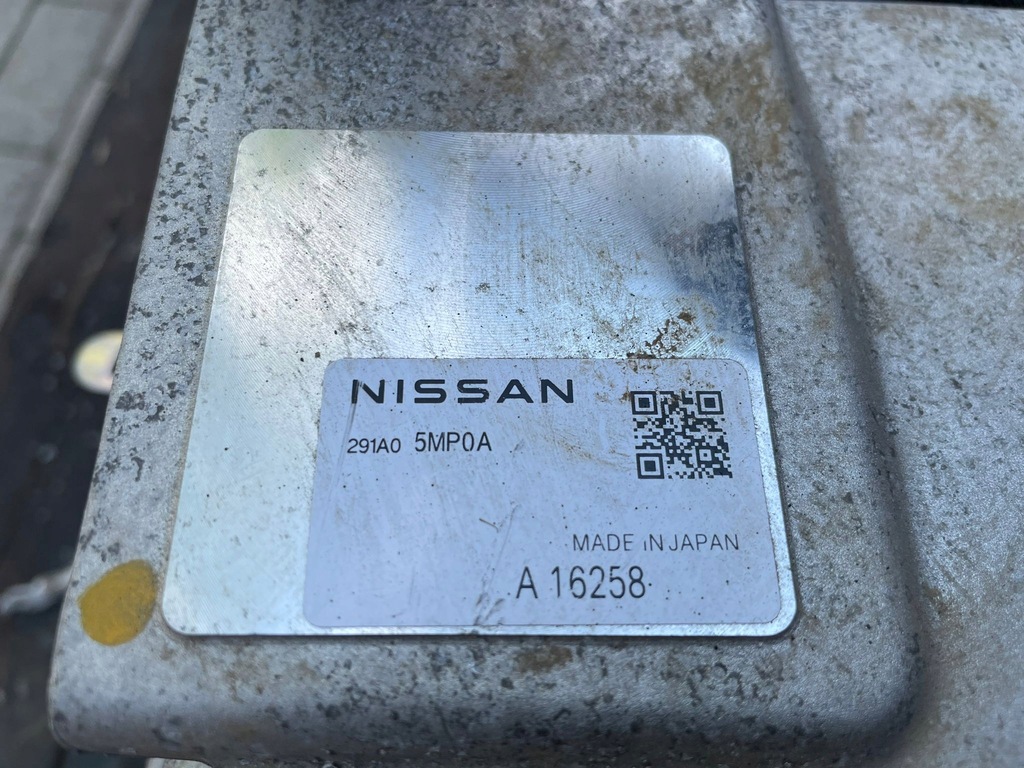 NISSAN
291A0 5MP0A
MADE IN JAPAN
A 16258